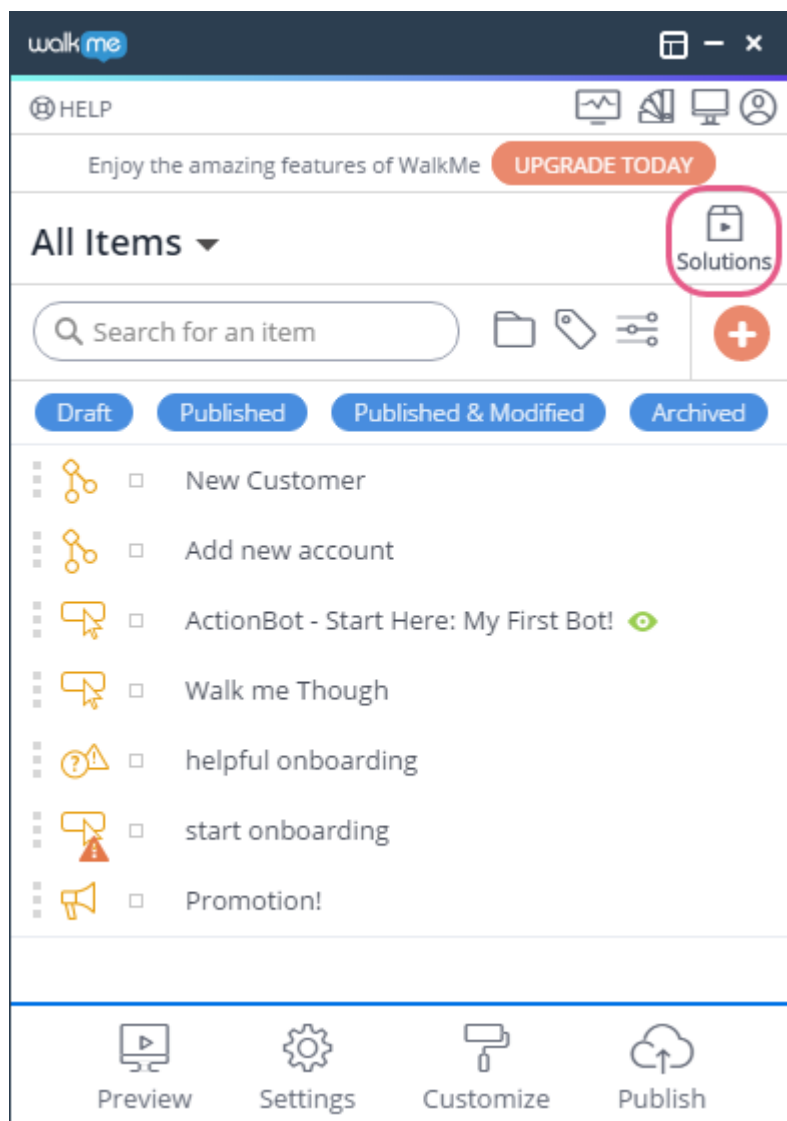 walkme
HELP
Enjoy the amazing features of WalkMe UPGRADE TODAY
All Items
Solutions
Search for an item
Draft Published Published & Modified Archived
New Customer
Add new account
ActionBot - Start Here: My First Bot!
Walk me Though
helpful onboarding
start onboarding
Promotion!
Preview Settings Customize Publish